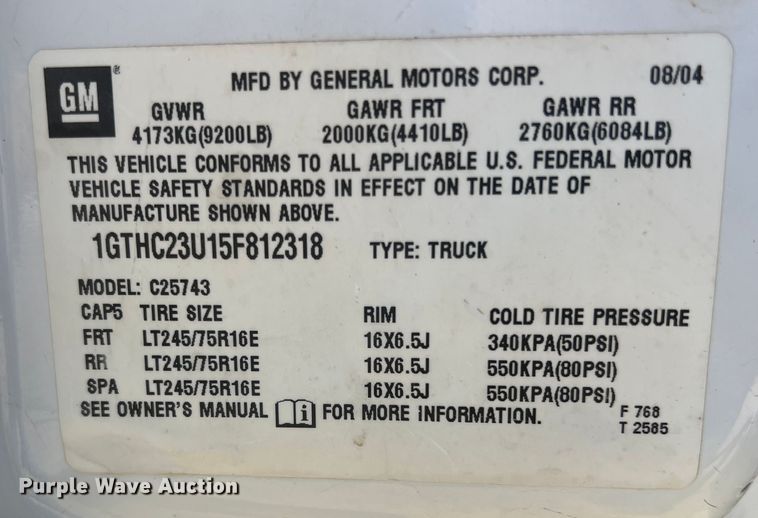 GM ®
MFD BY GENERAL MOTORS CORP. 08/04
GVWR GAWR FRT GAWR RR
4173KG(9200LB) 2000KG(4410LB) 2760KG(6084LB)
THIS VEHICLE CONFORMS TO ALL APPLICABLE U.S. FEDERAL MOTOR
VEHICLE SAFETY STANDARDS IN EFFECT ON THE DATE OF
MANUFACTURE SHOWN ABOVE.
1GTHC23U15F812318 TYPE: TRUCK
MODEL: C25743
CAP5 TIRE SIZE RIM COLD TIRE PRESSURE
FRT LT245/75R16E 16X6.5J 340KPA(50PSI)
RR LT245/75R16E 16X6.5J 550KPA(80PSI)
SPA LT245/75R16E 16X6.5J 550KPA(80PSI)
SEE OWNER'S MANUAL i FOR MORE INFORMATION.
F 768
T 2585
Purple Wave Auction